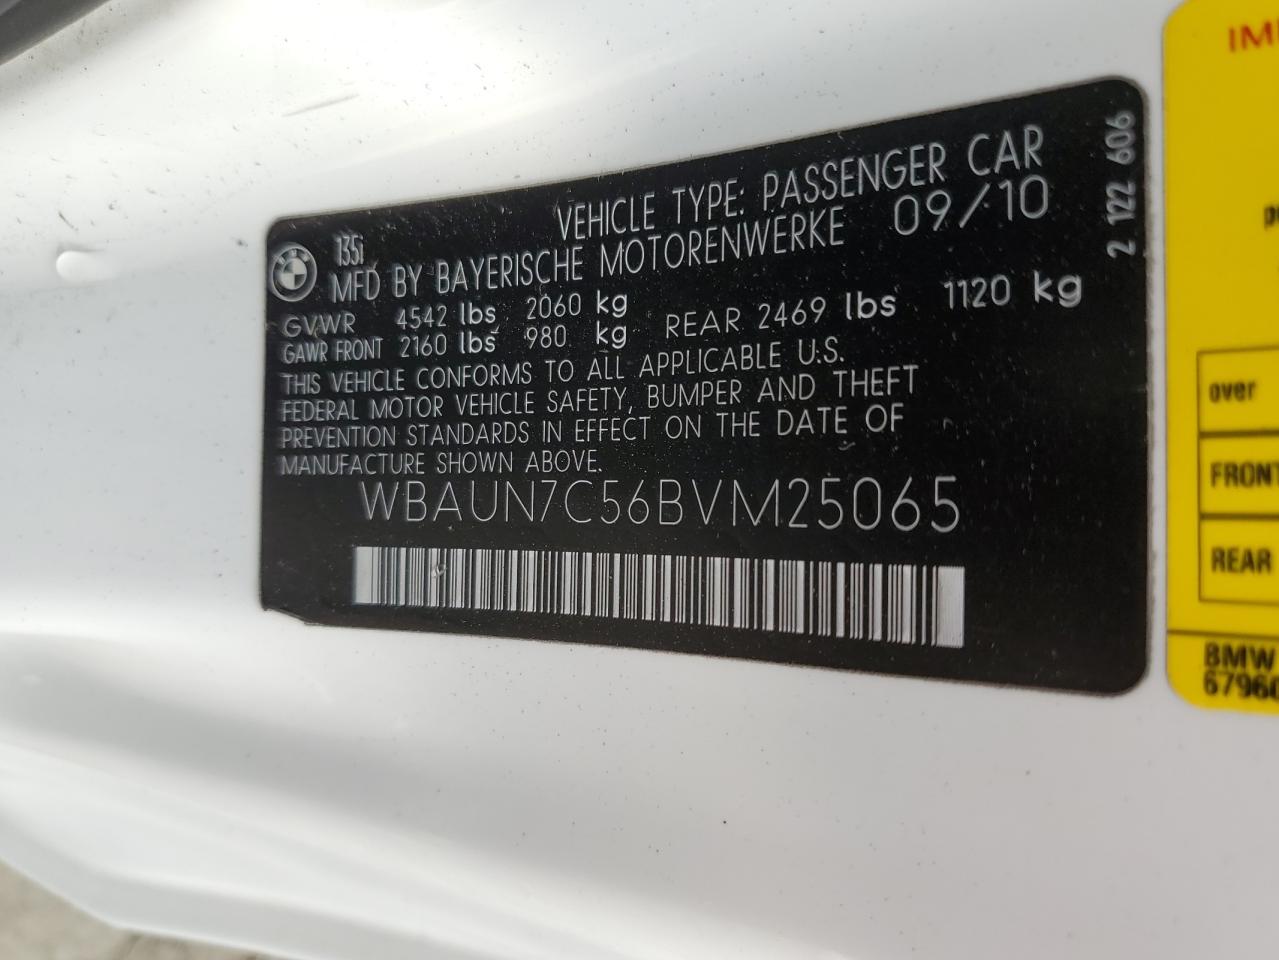 135i
VEHICLE TYPE: PASSENGER CAR
MFD BY BAYERISCHE MOTORENWERKE 09/10
GVWR 4542 lbs 2060 kg
GAWR FRONT 2160 lbs 980 kg REAR 2469 lbs 1120 kg
THIS VEHICLE CONFORMS TO ALL APPLICABLE U.S.
FEDERAL MOTOR VEHICLE SAFETY, BUMPER AND THEFT
PREVENTION STANDARDS IN EFFECT ON THE DATE OF
MANUFACTURE SHOWN ABOVE.
WBAUN7C56BVM25065
2 122 606
over
FRONT
REAR
BMW